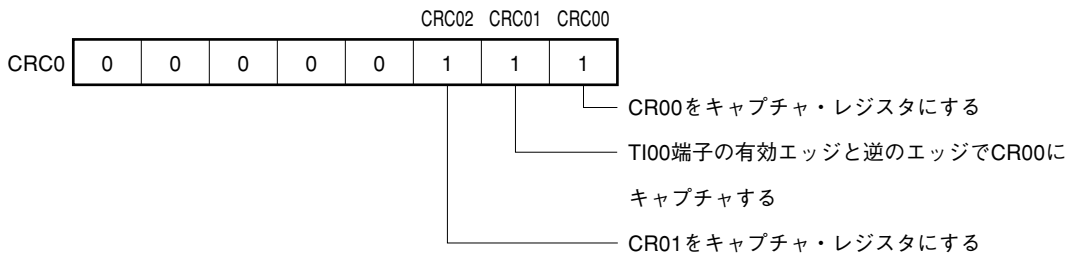 CRC02 CRC01 CRC00
CRC0 0 0 0 0 0 1 1 1
CR00をキャプチャ・レジスタにする
TI00端子の有効エッジと逆のエッジでCR00に
キャプチャする
CR01をキャプチャ・レジスタにする